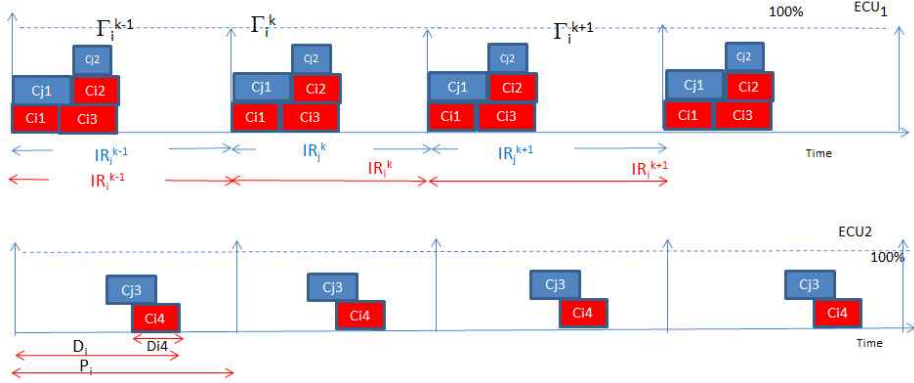 100% ECU1
Γi^k-1 Γi^k Γi^k+1
Cj2 Cj2 Cj2 Cj2
Cj1 Ci2 Cj1 Ci2 Cj1 Ci2 Cj1 Ci2
Ci1 Ci3 Ci1 Ci3 Ci1 Ci3 Ci1 Ci3
IRi^k-1 IRj^k IRj^k+1 Time
IRi^k-1 IRi^k IRi^k+1
ECU2
100%
Cj3 Cj3 Cj3 Cj3
Ci4 Ci4 Ci4 Ci4
Di Di4 Time
Pi